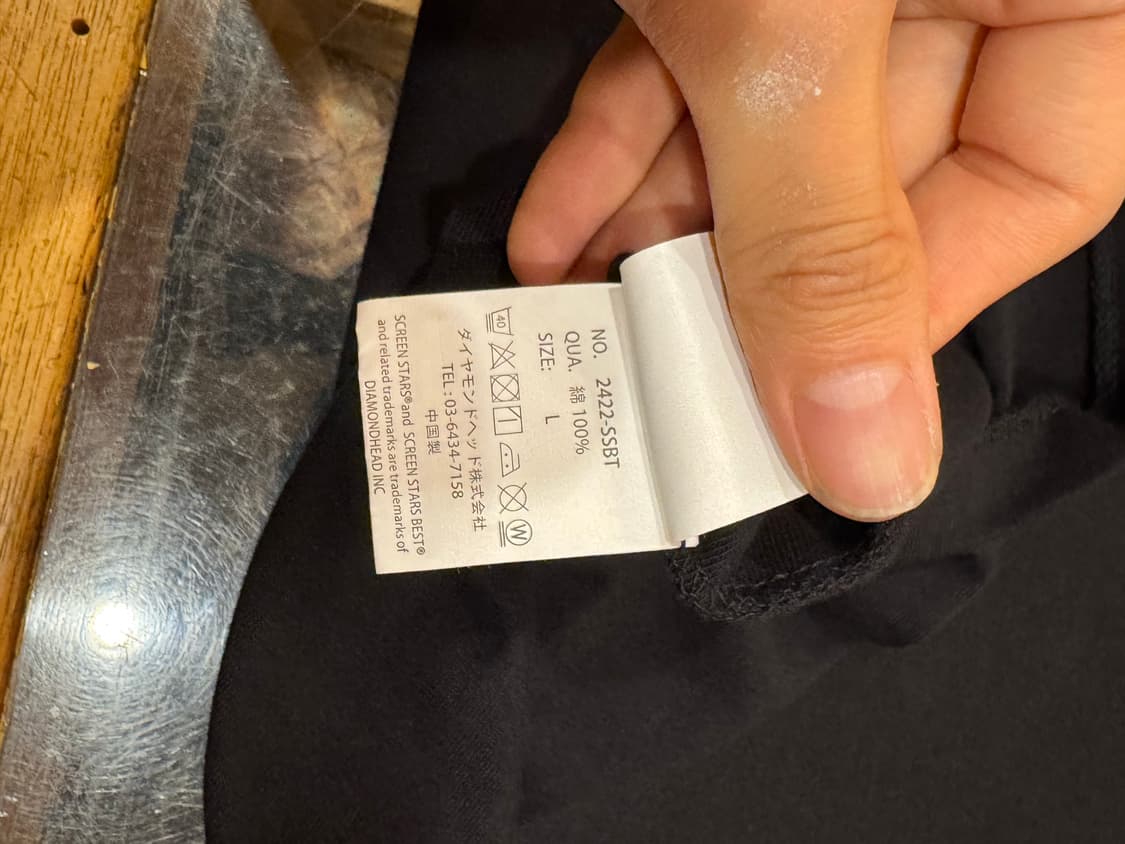 NO. 2422-SSBT
QUA. 綿 100%
SIZE: L
40 W
ダイヤモンドヘッド株式会社
TEL : 03-6434-7158
中国製
SCREEN STARS® and SCREEN STARS BEST®
and related trademarks are trademarks of
DIAMONDHEAD INC